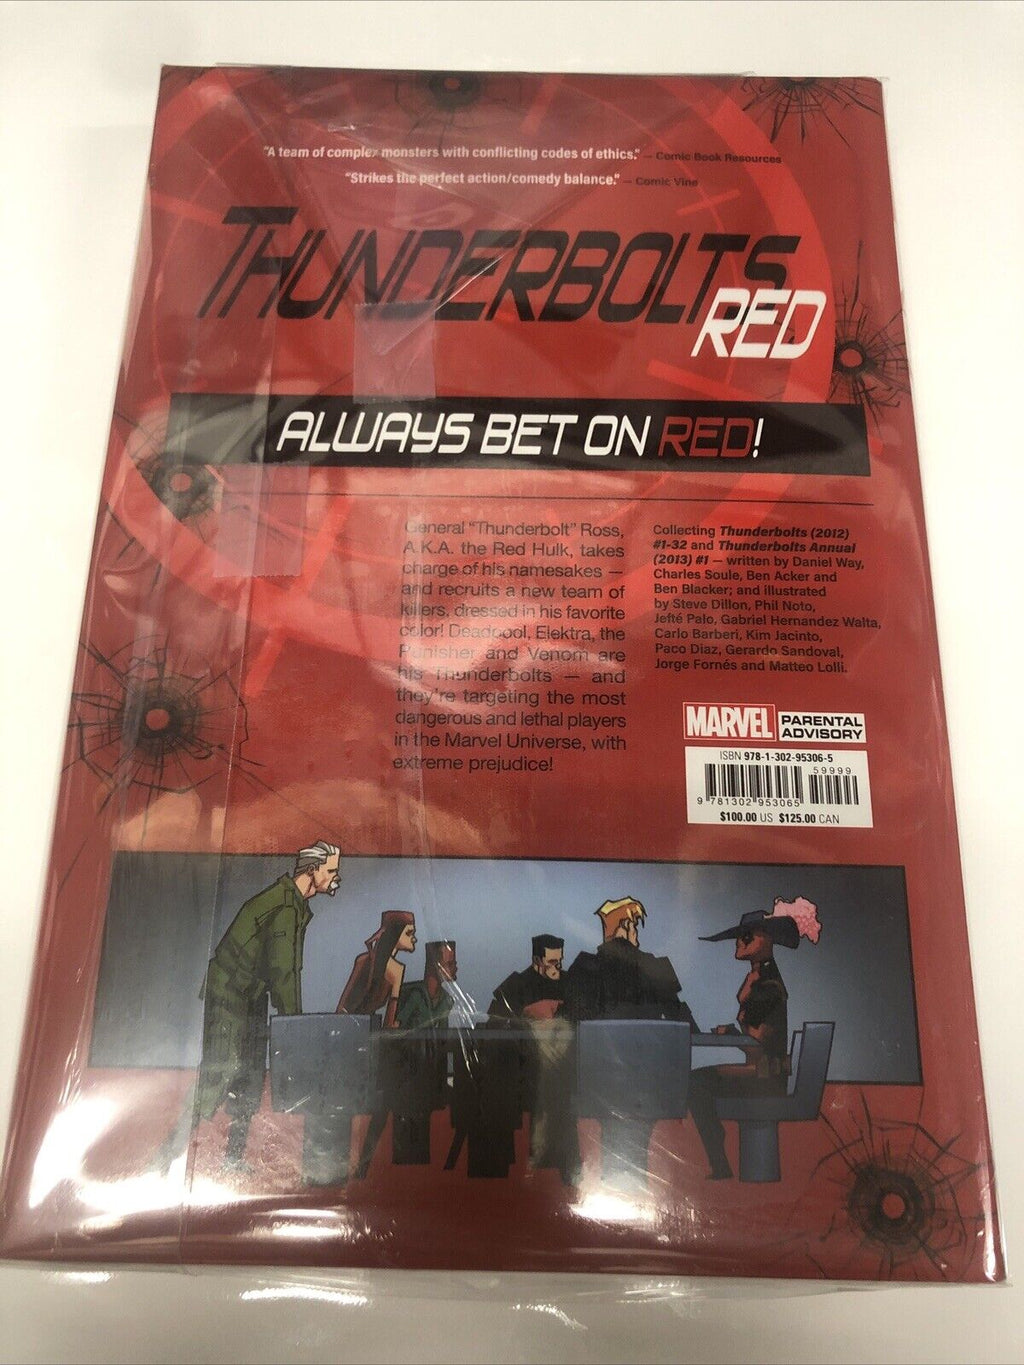 "A team of complex monsters with conflicting codes of ethics." – Comic Book Resources
"Strikes the perfect action/comedy balance." – Comic Vine
THUNDERBOLTS
RED
ALWAYS BET ON RED!
General "Thunderbolt" Ross,
A.K.A. the Red Hulk, takes
charge of his namesakes —
and recruits a new team of
killers, dressed in his favorite
color! Deadpool, Elektra, the
Punisher and Venom are
his Thunderbolts — and
they're targeting the most
dangerous and lethal players
in the Marvel Universe, with
extreme prejudice!
Collecting Thunderbolts (2012)
#1-32 and Thunderbolts Annual
(2013) #1 — written by Daniel Way,
Charles Soule, Ben Acker and
Ben Blacker; and illustrated
by Steve Dillon, Phil Noto,
Jefté Palo, Gabriel Hernandez Walta,
Carlo Barberi, Kim Jacinto,
Paco Diaz, Gerardo Sandoval,
Jorge Fornés and Matteo Lolli.
MARVEL
PARENTAL
ADVISORY
ISBN 978-1-302-95306-5
59999
9 781302 953065
$100.00 US $125.00 CAN